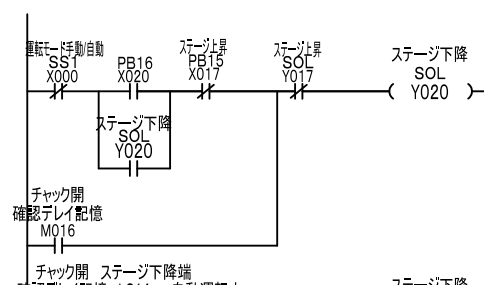 運転モード手動/自動
SS1
X000
PB16
X020
ステージ上昇
PB15
X017
ステージ上昇
SOL
Y017
ステージ下降
SOL
Y020
ステージ下降
SOL
Y020
チャック開
確認デレイ記憶
M016
チャック開 ステージ下降端